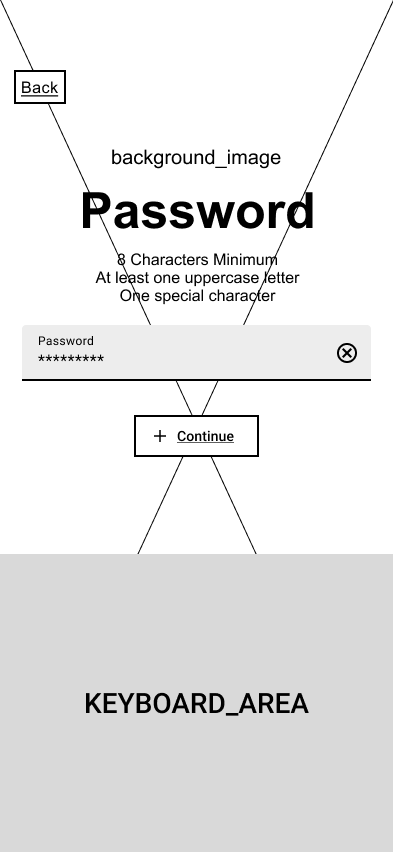 Back
background_image
Password
8 Characters Minimum
At least one uppercase letter
One special character
Password
*********
Continue
KEYBOARD_AREA